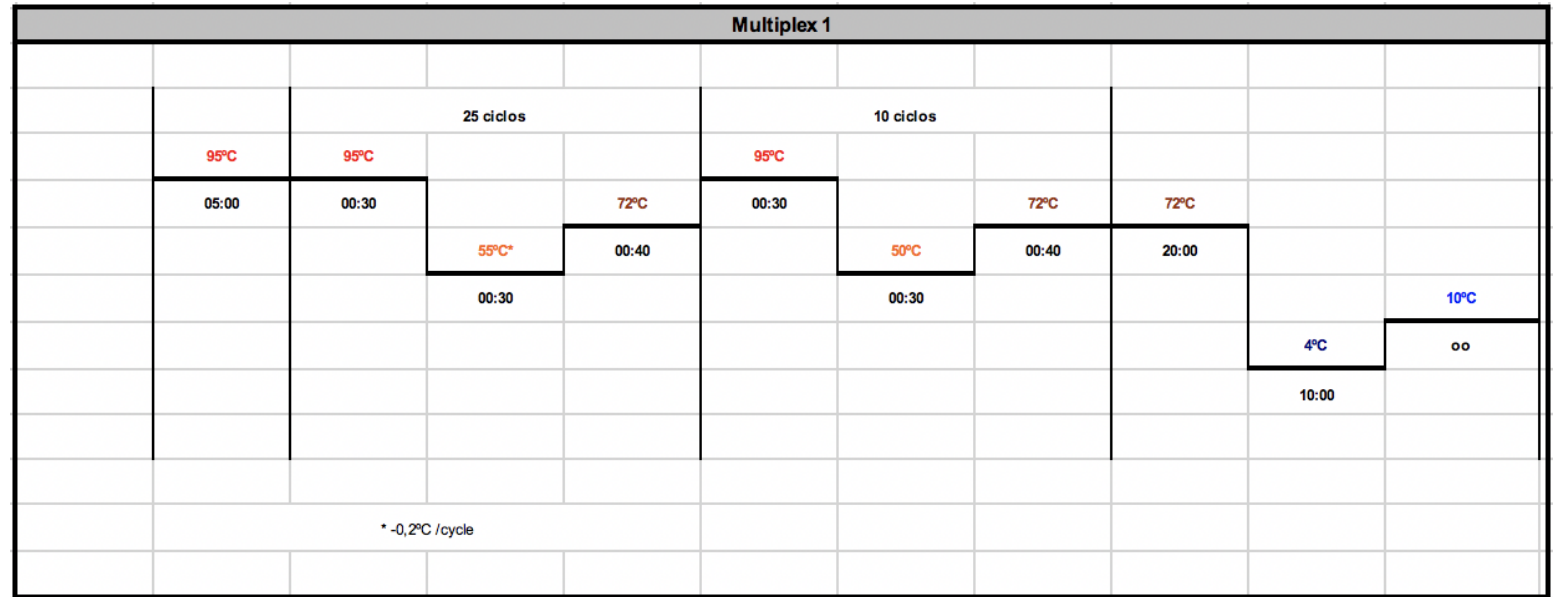 Multiplex 1
25 ciclos 10 ciclos
95ºC 95ºC 95ºC
05:00 00:30 72ºC 00:30 72ºC 72ºC
55ºC* 00:40 50ºC 00:40 20:00
00:30 00:30 10ºC
4ºC oo
10:00
* -0,2ºC /cycle